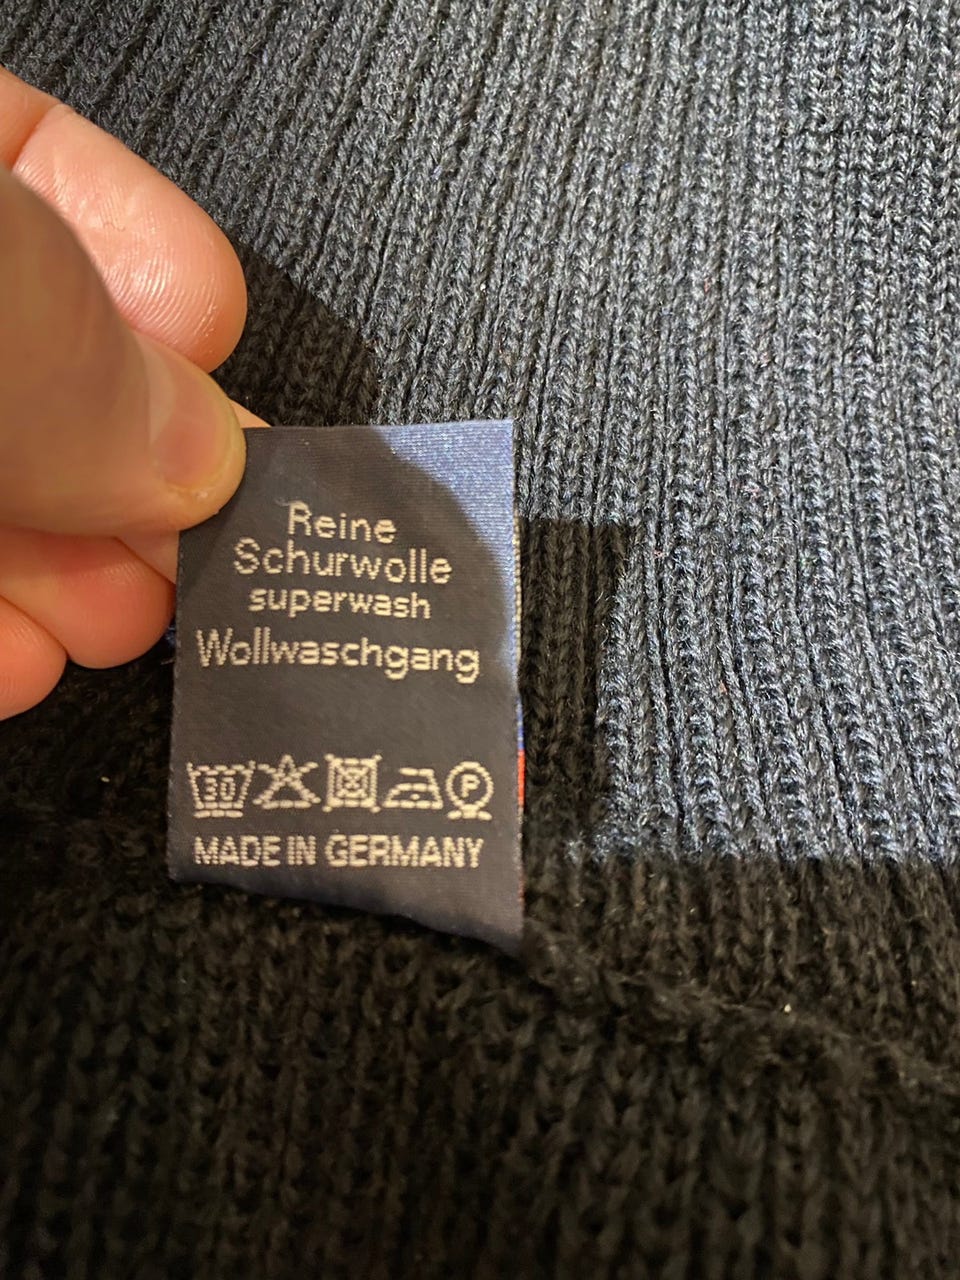 Reine
Schurwolle
superwash
Wollwaschgang
30 P
MADE IN GERMANY